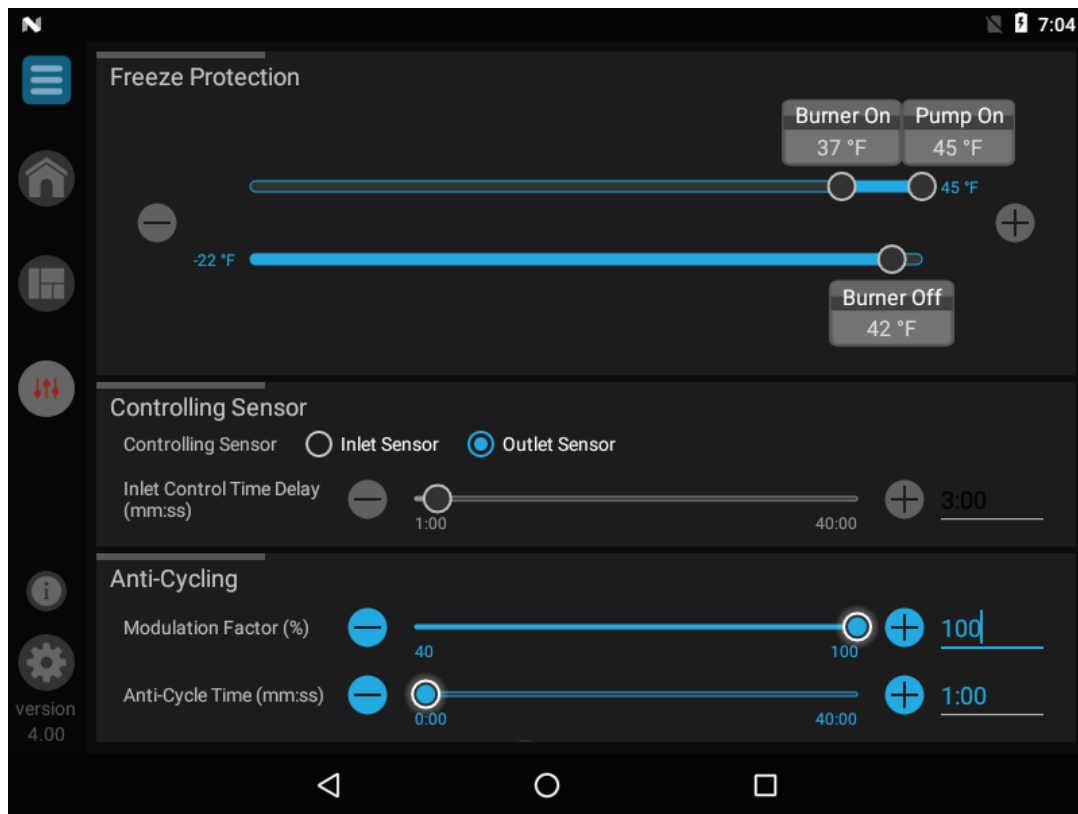 7:04
Freeze Protection
Burner On Pump On
37 °F 45 °F
45 °F
-22 °F
Burner Off
42 °F
Controlling Sensor
Controlling Sensor Inlet Sensor Outlet Sensor
Inlet Control Time Delay
(mm:ss)
3:00
1:00 40:00
Anti-Cycling
Modulation Factor (%) 100
40 100
Anti-Cycle Time (mm:ss) 1:00
0:00 40:00
version
4.00